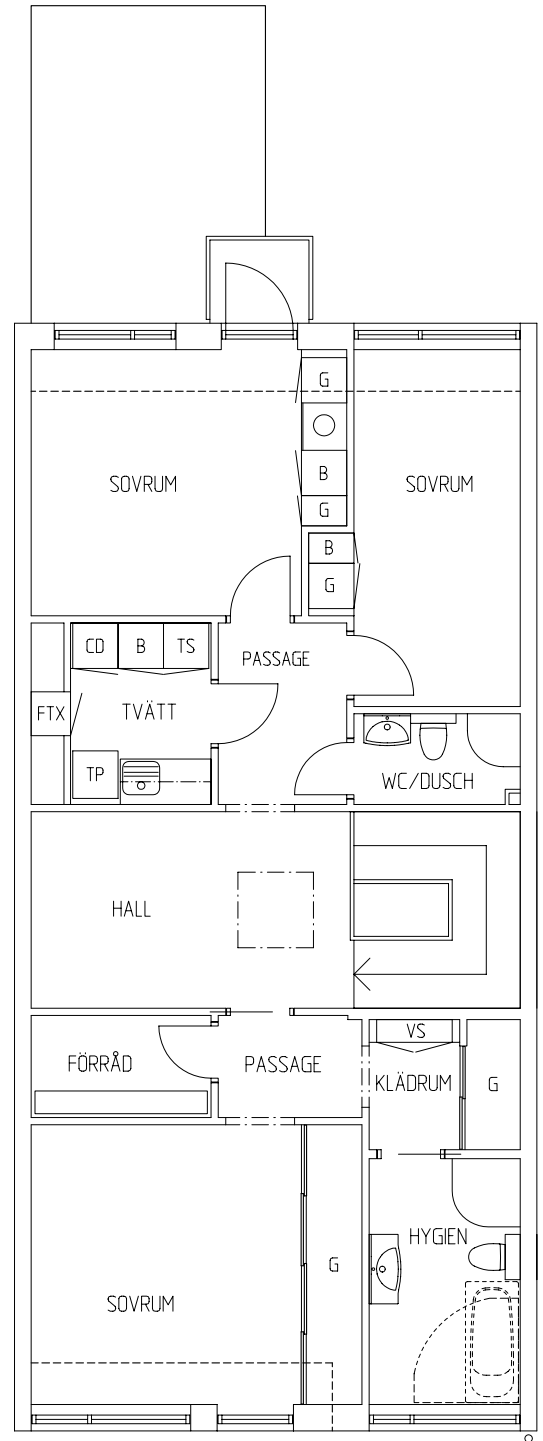 G
SOVRUM
B
SOVRUM
G
B
G
CD B TS
PASSAGE
FTX
TVÄTT
TP
WC/DUSCH
HALL
VS
FÖRRÅD
PASSAGE
KLÄDRUM
G
HYGIEN
G
SOVRUM